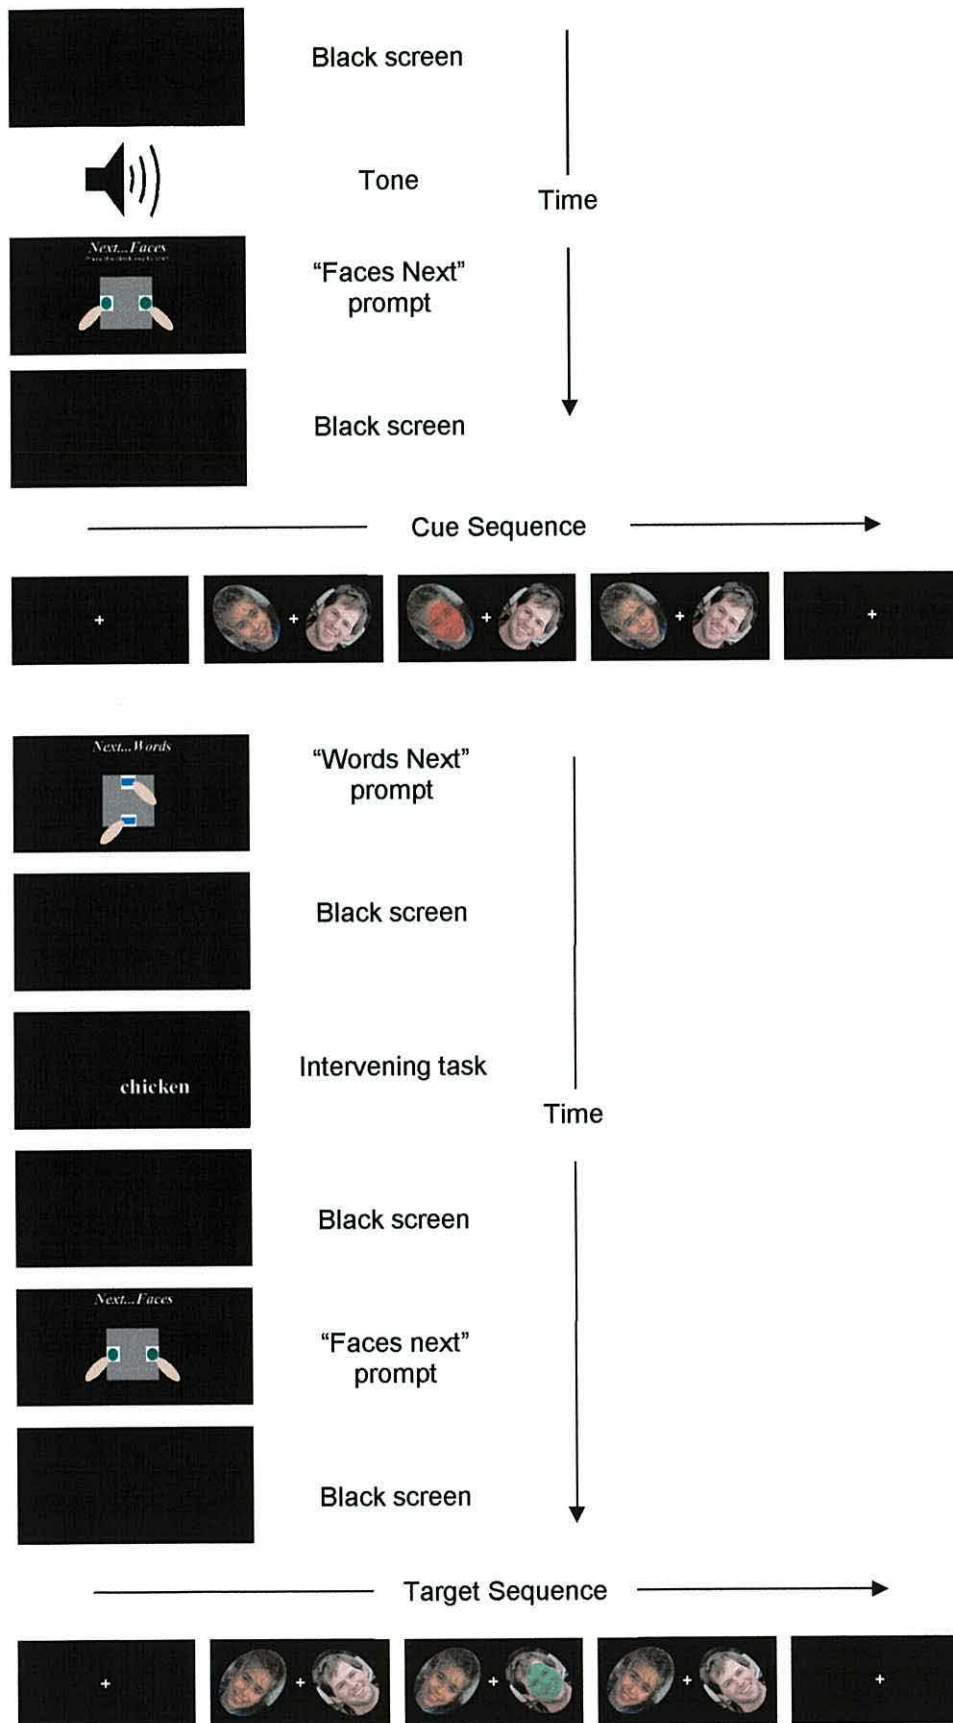 Black screen
Tone
Time
Next...Faces
"Faces Next"
prompt
Black screen
Cue Sequence
Next...Words
"Words Next"
prompt
Black screen
chicken
Intervening task
Time
Black screen
Next...Faces
"Faces next"
prompt
Black screen
Target Sequence